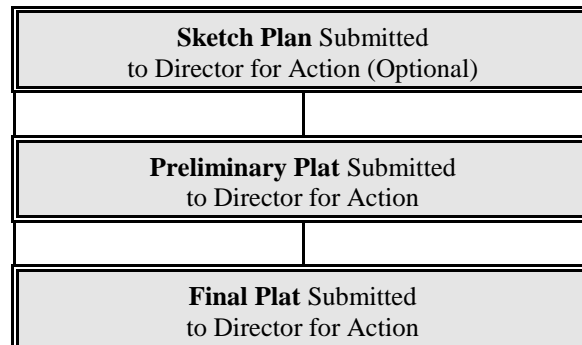 Sketch Plan Submitted
to Director for Action (Optional)
Preliminary Plat Submitted
to Director for Action
Final Plat Submitted
to Director for Action